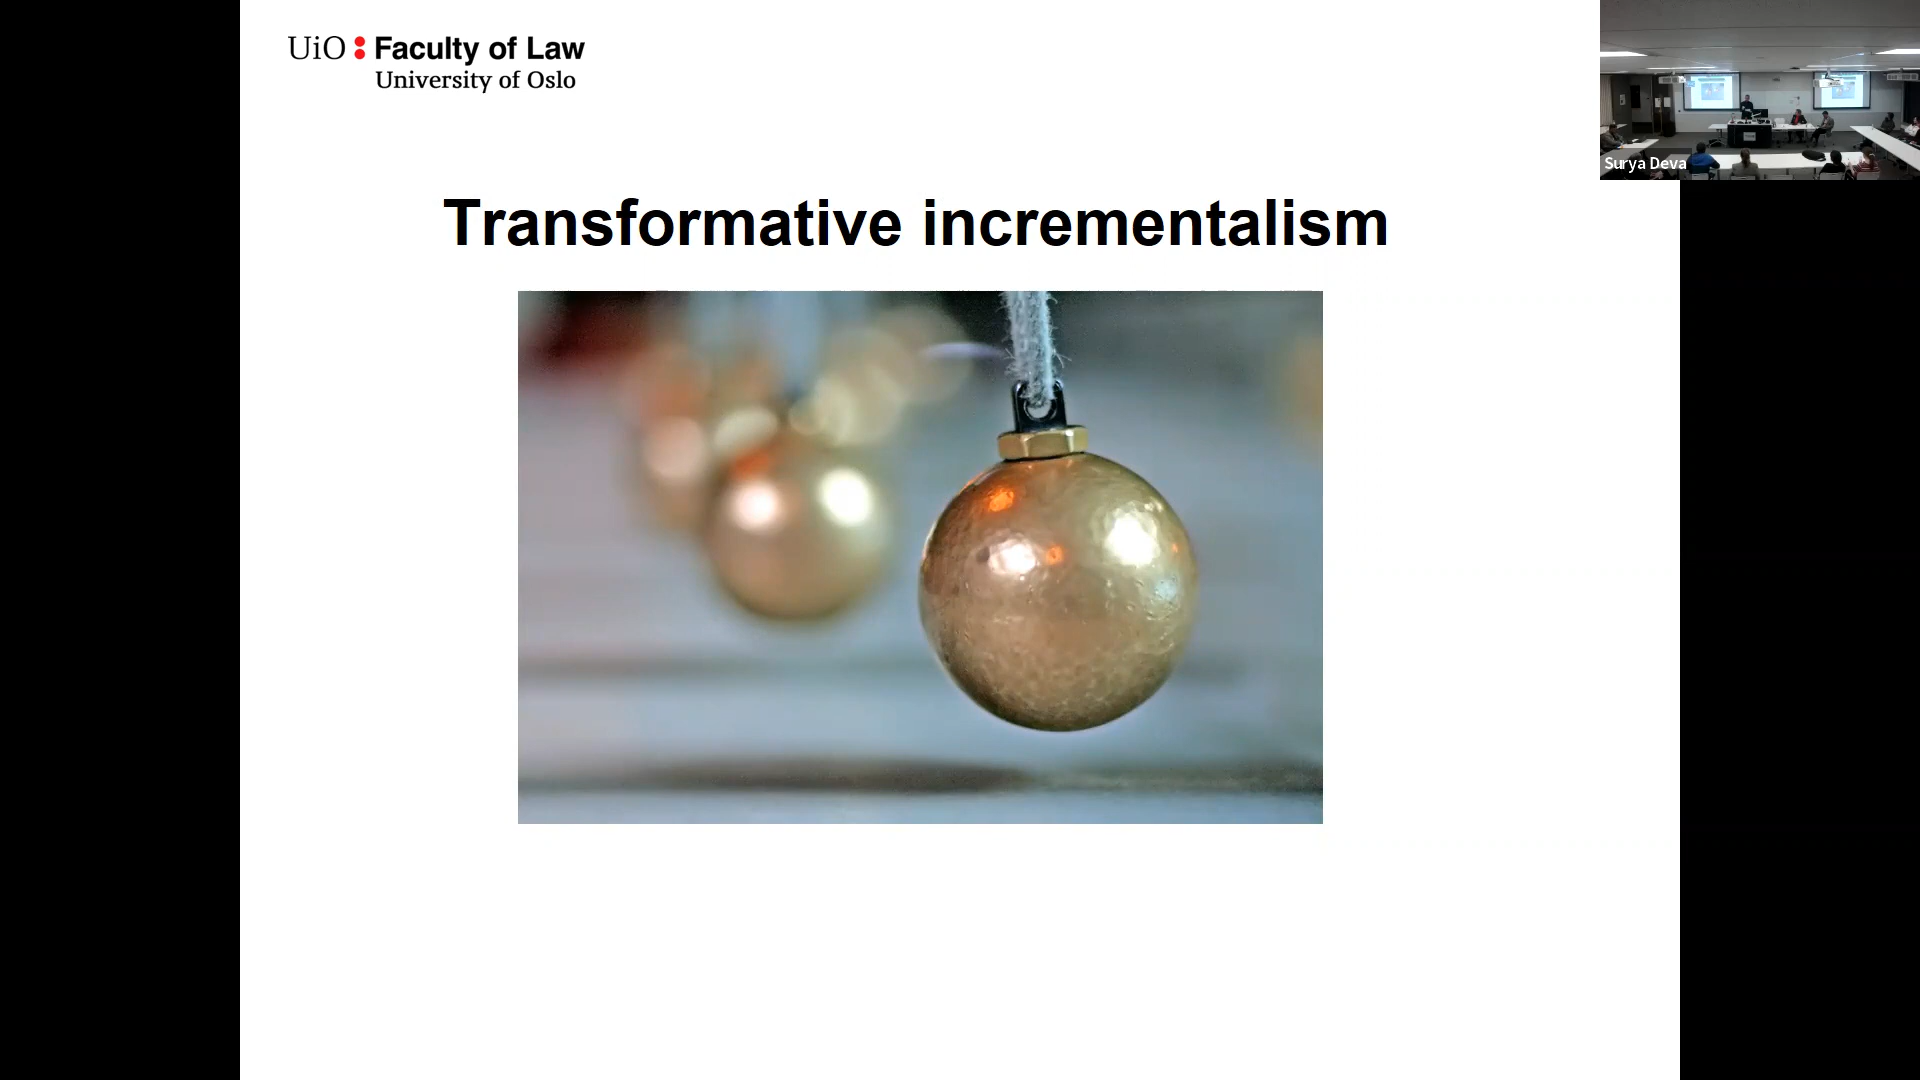 UiO : Faculty of Law
University of Oslo
Surya Deva
Transformative incrementalism